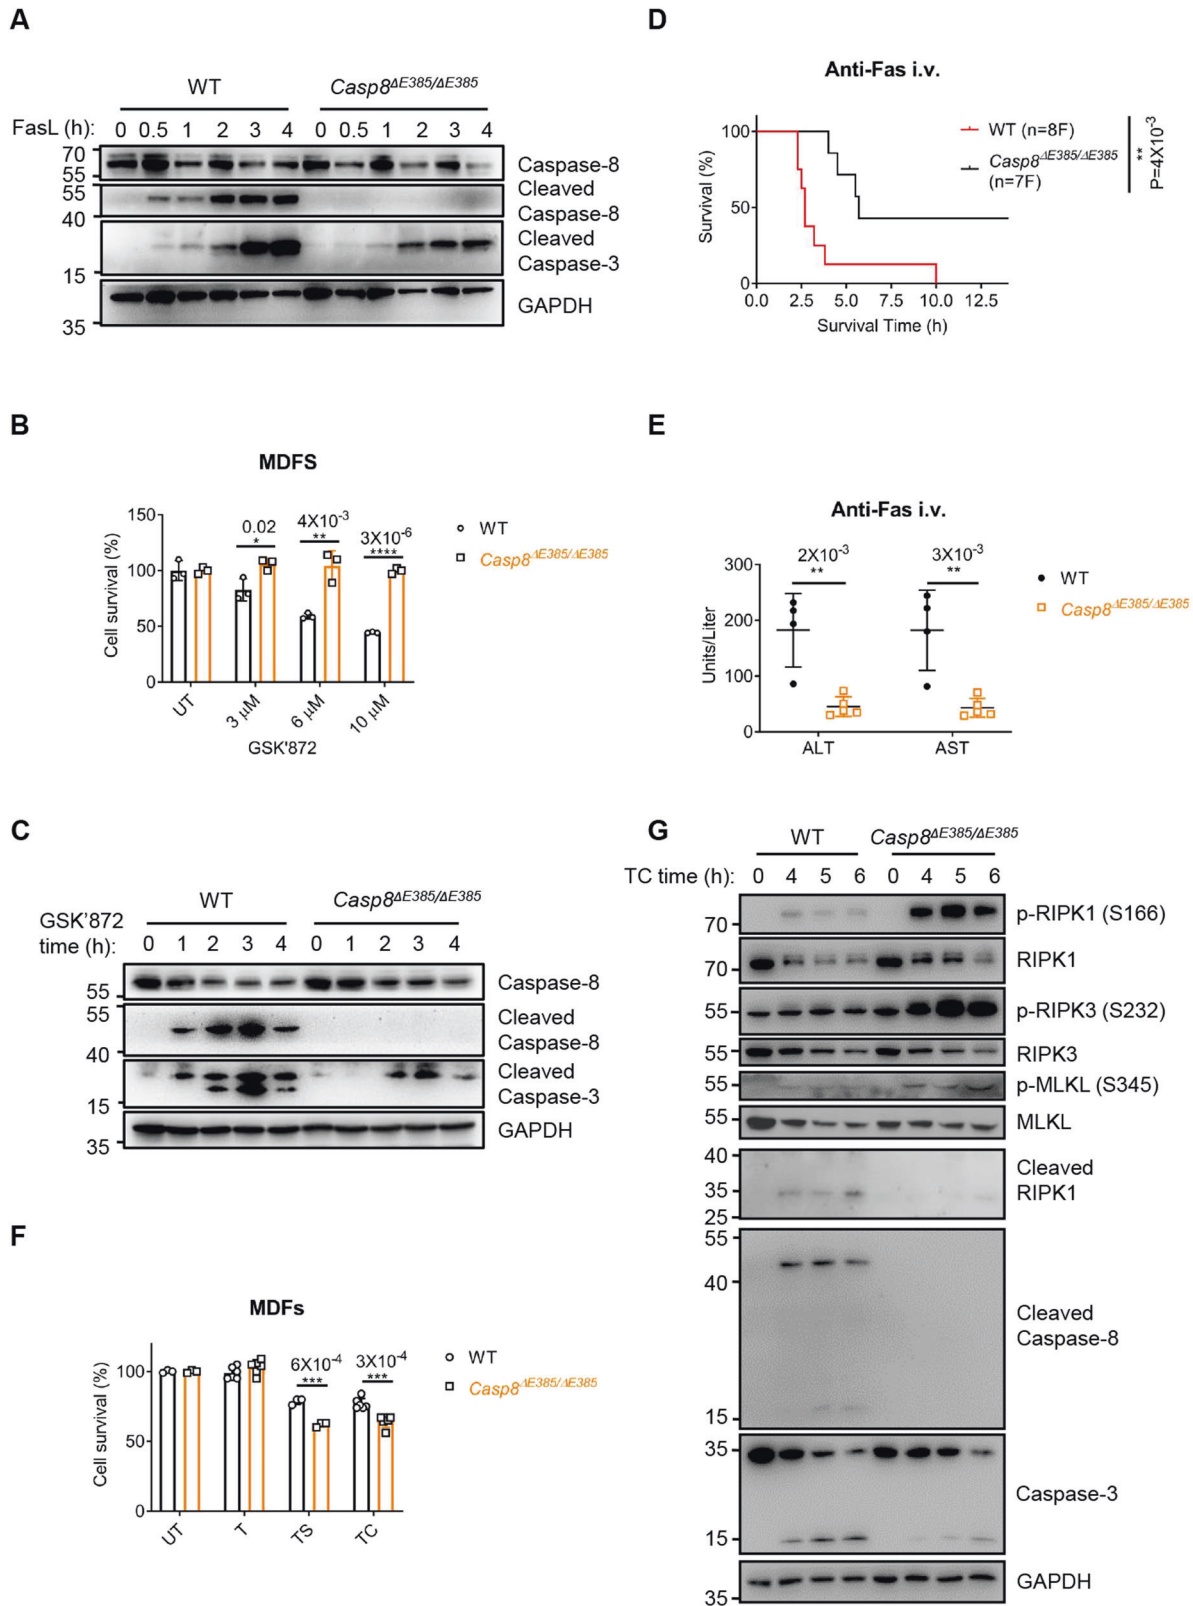 A
WT Casp8ΔE385/ΔE385
FasL (h): 0 0.5 1 2 3 4 0 0.5 1 2 3 4
70
55
Caspase-8
55
40
Cleaved
Caspase-8
15
Cleaved
Caspase-3
35
GAPDH
D
Anti-Fas i.v.
Survival (%)
100
50
0
0.0 2.5 5.0 7.5 10.0 12.5
Survival Time (h)
WT (n=8F)
Casp8ΔE385/ΔE385
(n=7F)
**
P=4X10-3
B
MDFS
Cell survival (%)
150
100
50
0
0.02
*
4X10-3
**
3X10-6
****
UT 3 µM 6 µM 10 µM
GSK'872
WT
Casp8ΔE385/ΔE385
E
Anti-Fas i.v.
Units/Liter
300
200
100
0
2X10-3
**
3X10-3
**
ALT AST
WT
Casp8ΔE385/ΔE385
C
WT Casp8ΔE385/ΔE385
GSK'872
time (h): 0 1 2 3 4 0 1 2 3 4
55
Caspase-8
55
40
Cleaved
Caspase-8
15
Cleaved
Caspase-3
35
GAPDH
F
MDFs
Cell survival (%)
100
50
0
6X10-4
***
3X10-4
***
UT T TS TC
WT
Casp8ΔE385/ΔE385
G
WT Casp8ΔE385/ΔE385
TC time (h): 0 4 5 6 0 4 5 6
70 p-RIPK1 (S166)
70 RIPK1
55 p-RIPK3 (S232)
55 RIPK3
55 p-MLKL (S345)
55 MLKL
40
35
25
Cleaved
RIPK1
55
40
15
Cleaved
Caspase-8
35
15
Caspase-3
35
GAPDH